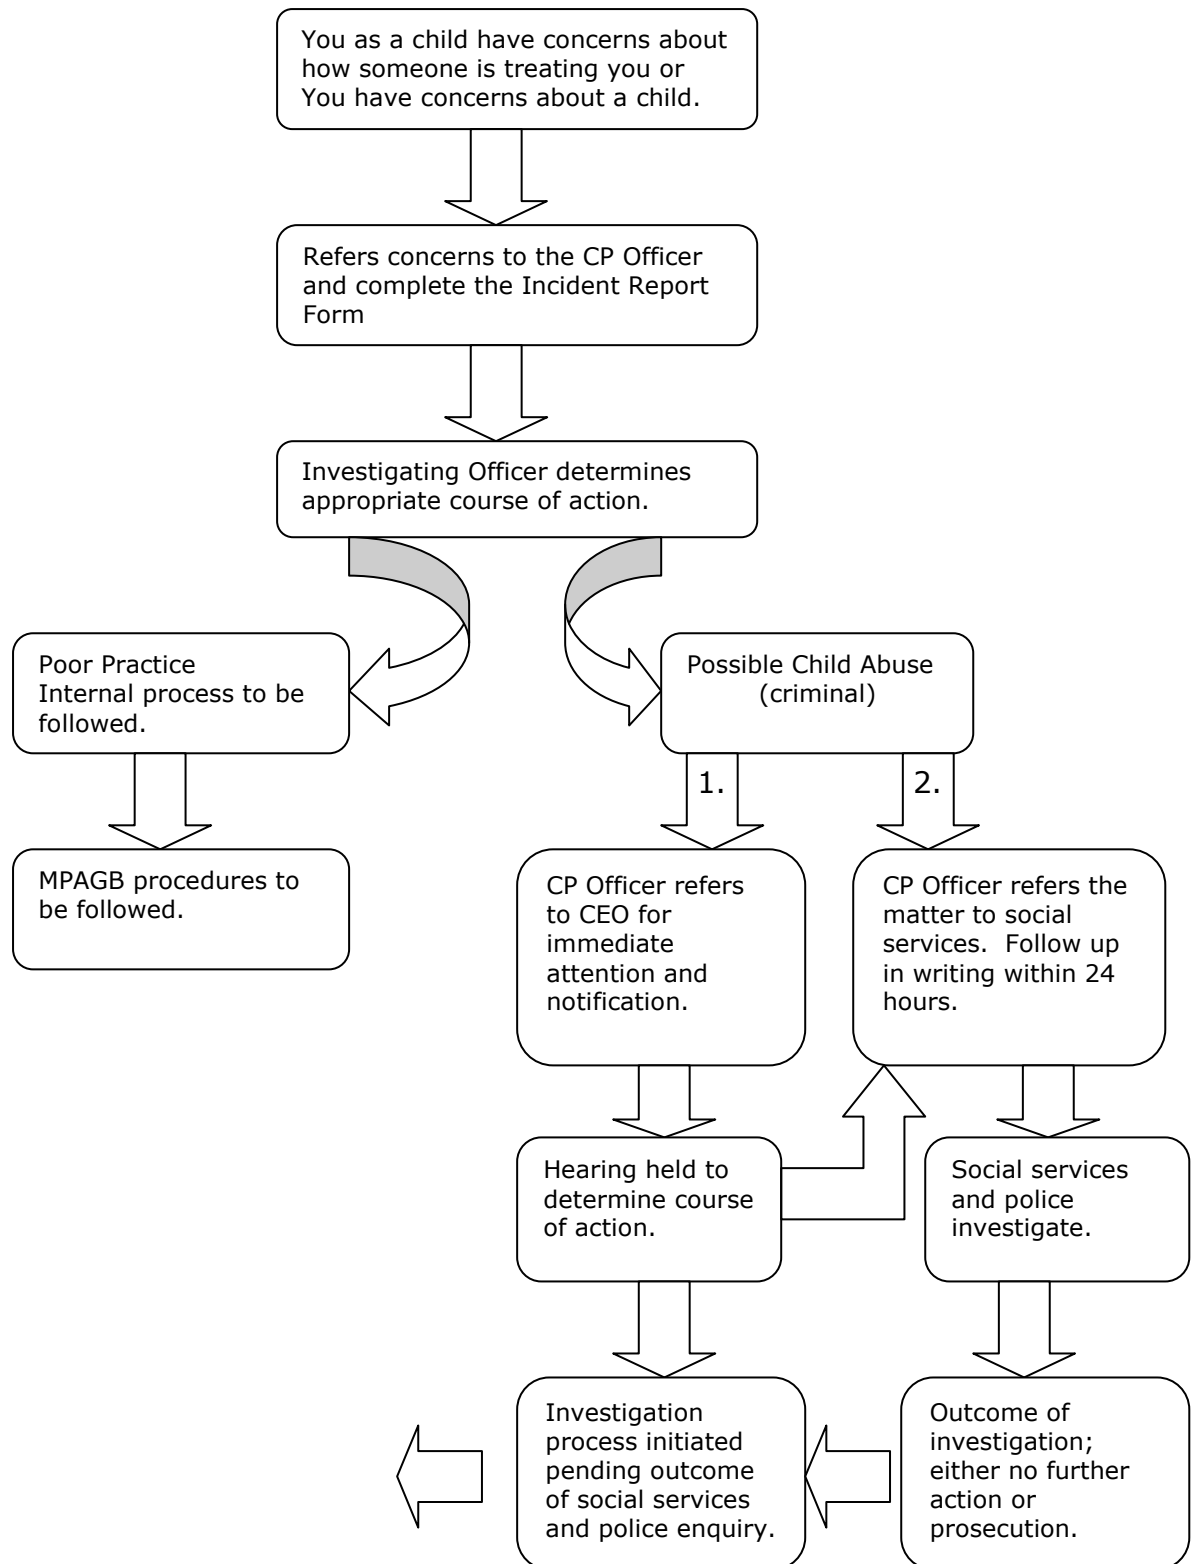 You as a child have concerns about
how someone is treating you or
You have concerns about a child.
Refers concerns to the CP Officer
and complete the Incident Report
Form
Investigating Officer determines
appropriate course of action.
Poor Practice
Internal process to be
followed.
Possible Child Abuse
(criminal)
1.
2.
MPAGB procedures to
be followed.
CP Officer refers
to CEO for
immediate
attention and
notification.
CP Officer refers the
matter to social
services.  Follow up
in writing within 24
hours.
Hearing held to
determine course
of action.
Social services
and police
investigate.
Investigation
process initiated
pending outcome
of social services
and police enquiry.
Outcome of
investigation;
either no further
action or
prosecution.